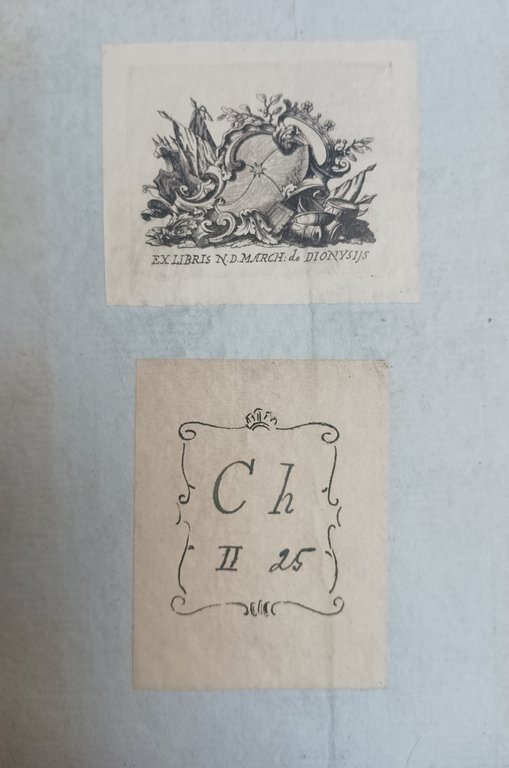 EX LIBRIS N D. MARCH: de DIONYSIJS
Ch
II 25